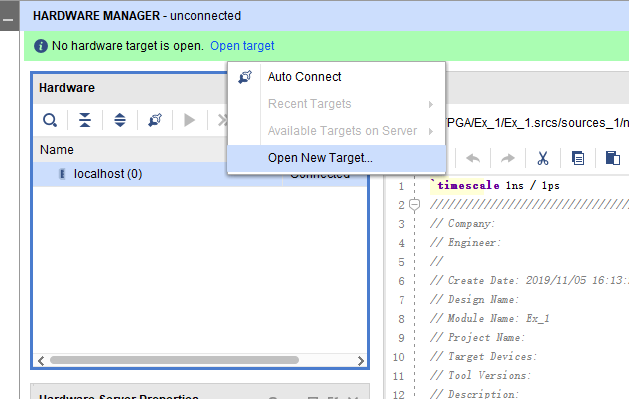 HARDWARE MANAGER - unconnected
No hardware target is open. Open target
Hardware
Auto Connect
Recent Targets
Available Targets on Server
Open New Target...
Name
localhost (0)
Connected
PGA/Ex_1/Ex_1.srcs/sources_1/n
1 `timescale 1ns / 1ps
2 //////////////////////////////////
3 // Company:
4 // Engineer:
5 //
6 // Create Date: 2019/11/05 16:13:
7 // Design Name:
8 // Module Name: Ex_1
9 // Project Name:
10 // Target Devices:
11 // Tool Versions:
12 // Description:
Hardware Server Properties